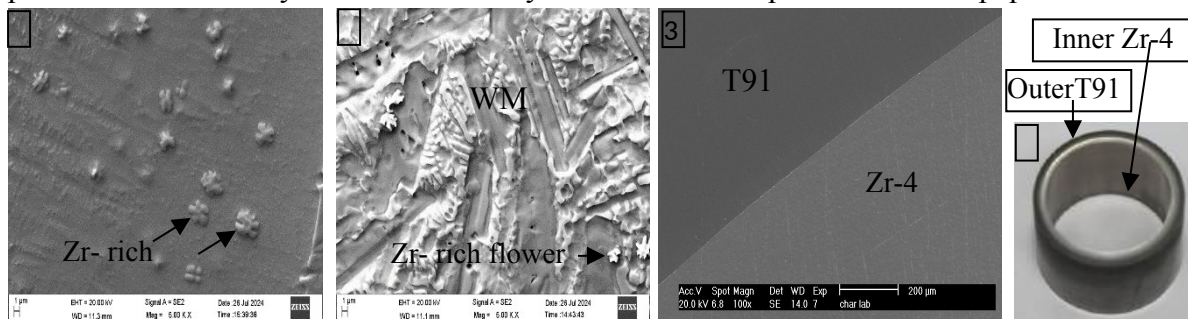 Zr- rich
1 µm
EHT = 20.00 kV Signal A = SE2 Date :26 Jul 2024
WD = 11.3 mm Mag = 5.00 K X Time :15:39:36
ZEISS
WM
Zr- rich flower
1 µm
EHT = 20.00 kV Signal A = SE2 Date :26 Jul 2024
WD = 11.1 mm Mag = 5.00 K X Time :14:43:43
ZEISS
3
T91
Zr-4
Acc.V Spot Magn Det WD Exp
20.0 kV 6.8 100x SE 14.0 7 char lab
200 µm
Inner Zr-4
OuterT91